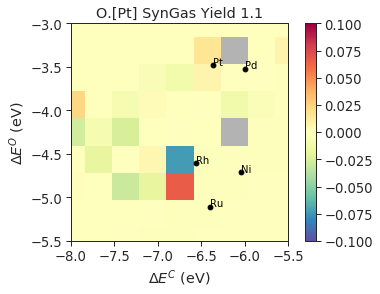 O.[Pt] SynGas Yield 1.1
ΔE^O (eV)
-3.0
-3.5
-4.0
-4.5
-5.0
-5.5
Pt
Pd
Rh
Ni
Ru
-8.0 -7.5 -7.0 -6.5 -6.0 -5.5
ΔE^C (eV)
0.100
0.075
0.050
0.025
0.000
-0.025
-0.050
-0.075
-0.100